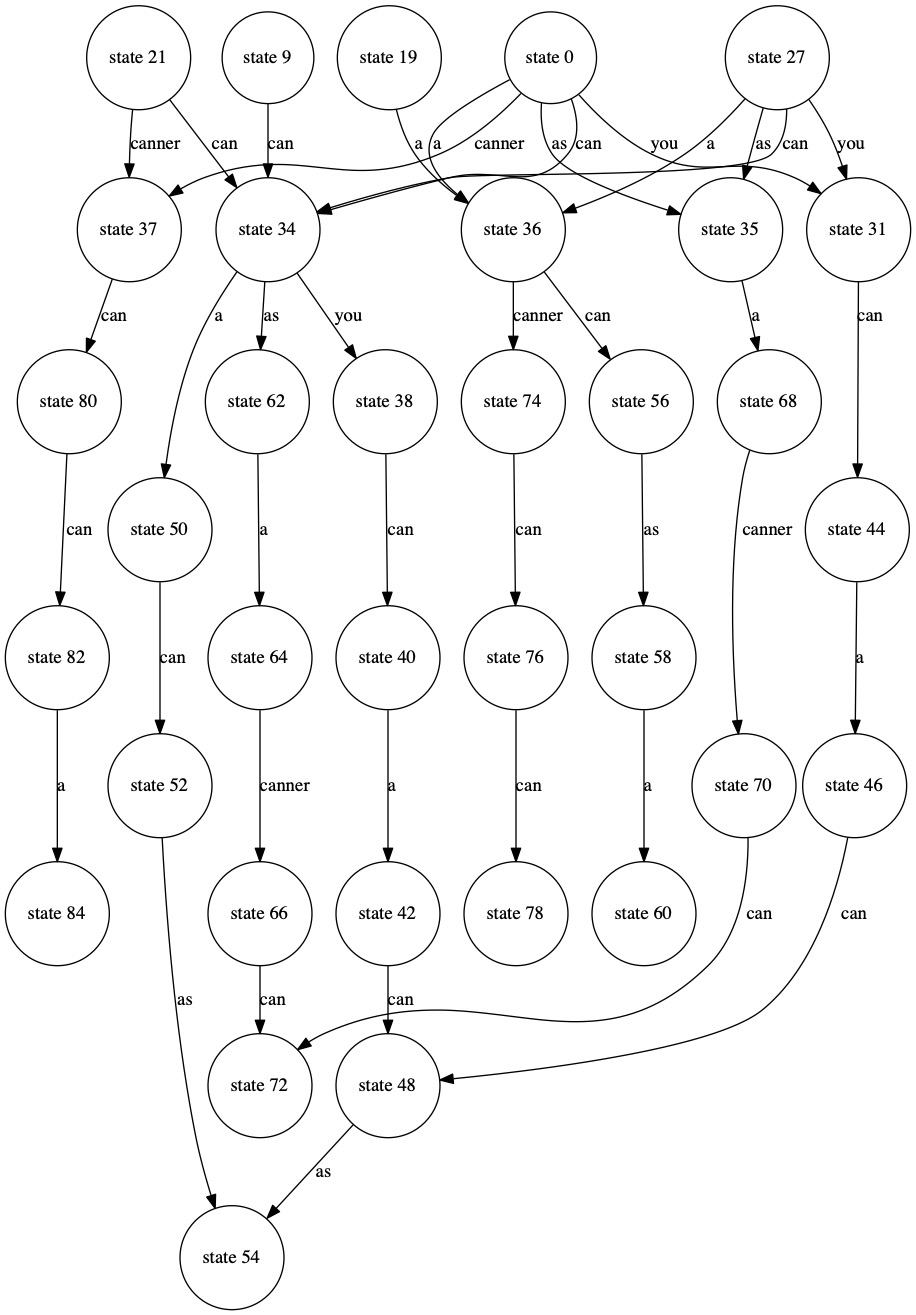 state 21
state 9
state 19
state 0
state 27
canner
can
can
a
a
canner
as
can
you
a
as
can
you
state 37
state 34
state 36
state 35
state 31
can
a
as
you
canner
can
a
can
state 80
state 62
state 38
state 74
state 56
state 68
can
state 50
a
can
can
as
canner
state 44
state 82
can
state 64
state 40
state 76
state 58
a
a
state 52
canner
a
can
a
state 70
state 46
state 84
state 66
state 42
state 78
state 60
can
can
as
can
can
state 72
state 48
as
state 54